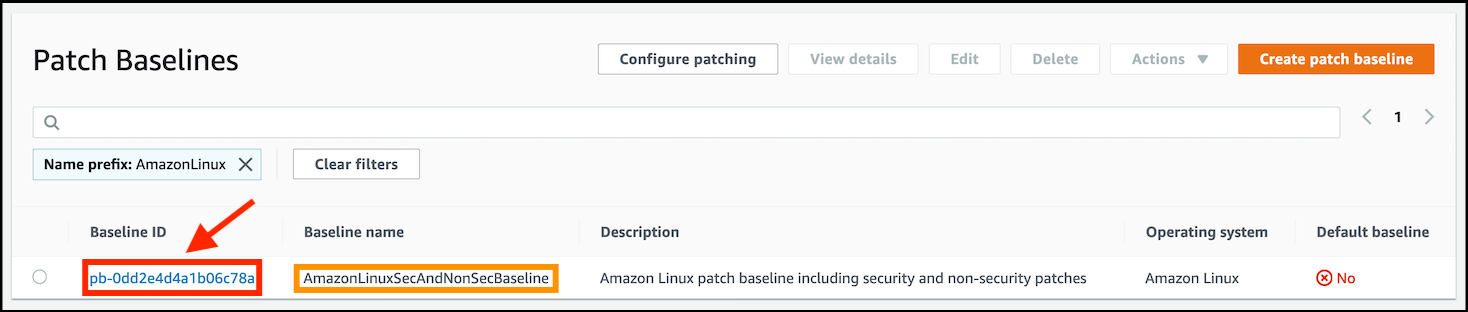 Patch Baselines
Configure patching
View details
Edit
Delete
Actions
Create patch baseline
1
Name prefix: AmazonLinux
Clear filters
Baseline ID
Baseline name
Description
Operating system
Default baseline
pb-0dd2e4d4a1b06c78a
AmazonLinuxSecAndNonSecBaseline
Amazon Linux patch baseline including security and non-security patches
Amazon Linux
No